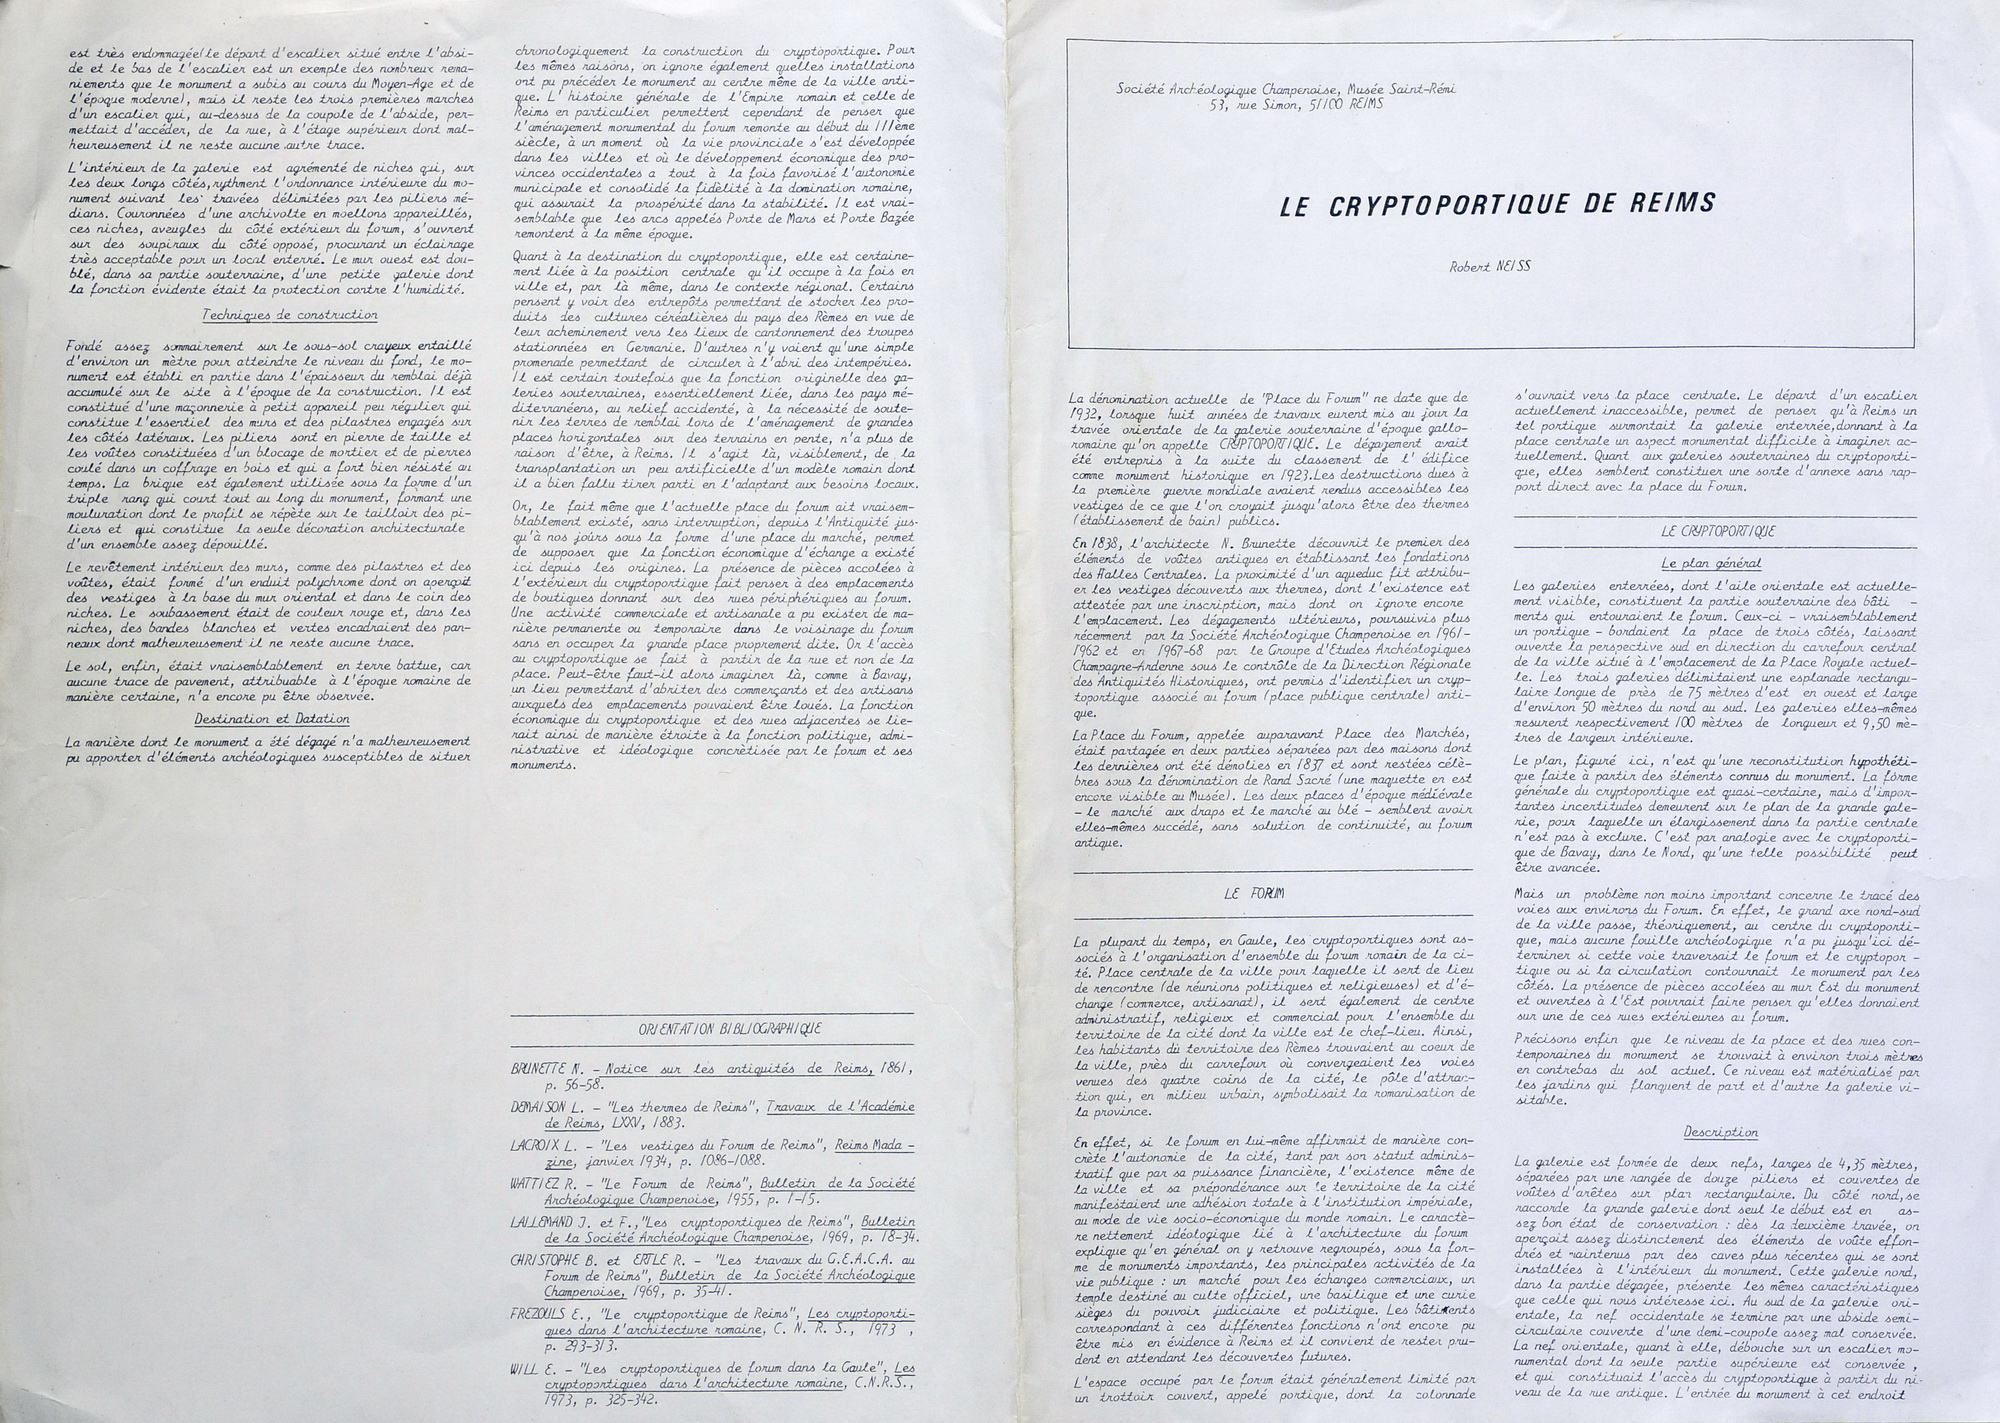 est très endommagée(le départ d'escalier situé entre l'absi-
de et le bas de l'escalier est un exemple des nombreux rema-
niements que le monument a subis au cours du Moyen-Age et de
l'époque moderne), mais il reste les trois premières marches
d'un escalier qui, au-dessus de la coupole de l'abside, per-
mettait d'accéder, de la rue, à l'étage supérieur dont mal-
heureusement il ne reste aucune autre trace.
L'intérieur de la galerie est agrémenté de niches qui, sur
les deux longs côtés,rythment l'ordonnance intérieure du mo-
nument suivant les travées délimitées par les piliers mé-
dians. Couronnées d'une archivolte en moellons appareillés,
ces niches, aveugles du côté extérieur du forum, s'ouvrent
sur des soupiraux du côté opposé, procurant un éclairage
très acceptable pour un local enterré. Le mur ouest est dou-
blé, dans sa partie souterraine, d'une petite galerie dont
la fonction évidente était la protection contre l'humidité.
Techniques de construction
Fondé assez sommairement sur le sous-sol crayeux entaillé
d'environ un mètre pour atteindre le niveau du fond, le mo-
nument est établi en partie dans l'épaisseur du remblai déjà
accumulé sur le site à l'époque de la construction. Il est
constitué d'une maçonnerie à petit appareil peu régulier qui
constitue l'essentiel des murs et des pilastres engagés sur
les côtés latéraux. Les piliers sont en pierre de taille et
les voûtes constituées d'un blocage de mortier et de pierres
coulé dans un coffrage en bois et qui a fort bien résisté au
temps. La brique est également utilisée sous la forme d'un
triple rang qui court tout au long du monument, formant une
mouluration dont le profil se répète sur le tailloir des pi-
liers et qui constitue la seule décoration architecturale
d'un ensemble assez dépouillé.
Le revêtement intérieur des murs, comme des pilastres et des
voûtes, était formé d'un enduit polychrome dont on aperçoit
des vestiges à la base du mur oriental et dans le coin des
niches. Le soubassement était de couleur rouge et, dans les
niches, des bandes blanches et vertes encadraient des pan-
neaux dont malheureusement il ne reste aucune trace.
Le sol, enfin, était vraisemblablement en terre battue, car
aucune trace de pavement, attribuable à l'époque romaine de
manière certaine, n'a encore pu être observée.
Destination et Datation
La manière dont le monument a été dégagé n'a malheureusement
pu apporter d'éléments archéologiques susceptibles de situer
chronologiquement la construction du cryptoportique. Pour
les mêmes raisons, on ignore également quelles installations
ont pu précéder le monument au centre même de la ville anti-
que. L'histoire générale de l'Empire romain et celle de
Reims en particulier permettent cependant de penser que
l'aménagement monumental du forum remonte au début du IIIème
siècle, à un moment où la vie provinciale s'est développée
dans les villes et où le développement économique des pro-
vinces occidentales a tout à la fois favorisé l'autonomie
municipale et consolidé la fidèlité à la domination romaine,
qui assurait la prospérité dans la stabilité. Il est vrai-
semblable que les arcs appelés Porte de Mars et Porte Bazée
remontent à la même époque.
Quant à la destination du cryptoportique, elle est certaine-
ment liée à la position centrale qu'il occupe à la fois en
ville et, par là même, dans le contexte régional. Certains
pensent y voir des entrepôts permettant de stocher les pro-
duits des cultures céréalières du pays des Rèmes en vue de
leur acheminement vers les lieux de cantonnement des troupes
stationnées en Germanie. D'autres n'y voient qu'une simple
promenade permettant de circuler à l'abri des intempéries.
Il est certain toutefois que la fonction originelle des ga-
leries souterraines, essentiellement liée, dans les pays mé-
diterranéens, au relief accidenté, à la nécessité de soute-
nir les terres de remblai lors de l'aménagement de grandes
places horizontales sur des terrains en pente, n'a plus de
raison d'être, à Reims. Il s'agit là, visiblement, de la
transplantation un peu artificielle d'un modèle romain dont
il a bien fallu tirer parti en l'adaptant aux besoins locaux.
Or, le fait même que l'actuelle place du forum ait vraisem-
blablement existé, sans interruption, depuis l'Antiquité jus-
qu'à nos jours sous la forme d'une place du marché, permet
de supposer que la fonction économique d'échange a existé
ici depuis les origines. La présence de pièces accolées à
l'extérieur du cryptoportique fait penser à des emplacements
de boutiques donnant sur des rues périphériques au forum.
Une activité commerciale et artisanale a pu exister de ma-
nière permanente ou temporaire dans le voisinage du forum
sans en occuper la grande place proprement dite. Or l'accès
au cryptoportique se fait à partir de la rue et non de la
place. Peut-être faut-il alors imaginer là, comme à Bavay,
un lieu permettant d'abriter des commerçants et des artisans
auxquels des emplacements pouvaient être loués. La fonction
économique du cryptoportique et des rues adjacentes se lie-
rait ainsi de manière étroite à la fonction politique, admi-
nistrative et idéologique concrètisée par le forum et ses
monuments.
ORIENTATION BIBLIOGRAPHIQUE
BRUNETTE N. - Notice sur les antiquités de Reims, 1861,
p. 56-58.
DEMAISON L. - "Les thermes de Reims", Travaux de l'Académie
de Reims, LXXV, 1883.
LACROIX L. - "Les vestiges du Forum de Reims", Reims Mada -
zine, janvier 1934, p. 1086-1088.
WATTIEZ R. - "Le Forum de Reims", Bulletin de la Société
Archéologique Champenoise, 1955, p. 1-15.
LALLEMAND J. et F.,"Les cryptoportiques de Reims", Bulletin
de la Société Archéologique Champenoise, 1969, p. 18-34.
CHRISTOPHE B. et ERTLE R. - "Les travaux du G.E.A.C.A. au
Forum de Reims", Bulletin de la Société Archéologique
Champenoise, 1969, p. 35-41.
FREZOULS E., "Le cryptoportique de Reims", Les cryptoporti-
ques dans l'architecture romaine, C. N. R. S., 1973 ,
p. 293-313.
WILL E. - "Les cryptoportiques de forum dans la Gaule", Les
cryptoportiques dans l'architecture romaine, C.N.R.S.,
1973, p. 325-342.
Société Archéologique Champenoise, Musée Saint-Rémi
53, rue Simon, 51100 REIMS
LE CRYPTOPORTIQUE DE REIMS
Robert NEISS
La dénomination actuelle de "Place du Forum" ne date que de
1932, lorsque huit années de travaux eurent mis au jour la
travée orientale de la galerie souterraine d'époque gallo-
romaine qu'on appelle CRYPTOPORTIQUE. Le dégagement avait
été entrepris à la suite du classement de l'édifice
comme monument historique en 1923.Les destructions dues à
la première guerre mondiale avaient rendus accessibles les
vestiges de ce que l'on croyait jusqu'alors être des thermes
(établissement de bain) publics.
En 1838, l'architecte N. Brunette découvrit le premier des
éléments de voûtes antiques en établissant les fondations
des Halles Centrales. La proximité d'un aqueduc fit attribu-
er les vestiges découverts aux thermes, dont l'existence est
attestée par une inscription, mais dont on ignore encore
l'emplacement. Les dégagements ultérieurs, poursuivis plus
récemment par la Société Archéologique Champenoise en 1961-
1962 et en 1967-68 par le Groupe d'Etudes Archéologiques
Champagne-Ardenne sous le contrôle de la Direction Régionale
des Antiquités Historiques, ont permis d'identifier un cryp-
toportique associé au forum (place publique centrale) anti-
que.
La Place du Forum, appelée auparavant Place des Marchés,
était partagée en deux parties séparées par des maisons dont
les dernières ont été démolies en 1837 et sont restées célè-
bres sous la dénomination de Rand Sacré (une maquette en est
encore visible au Musée). Les deux places d'époque médiévale
- le marché aux draps et le marché au blé - semblent avoir
elles-mêmes succédé, sans solution de continuité, au forum
antique.
LE FORUM
La plupart du temps, en Gaule, les cryptoportiques sont as-
sociés à l'organisation d'ensemble du forum romain de la ci-
té. Place centrale de la ville pour laquelle il sert de lieu
de rencontre (de réunions politiques et religieuses) et d'é-
change (commerce, artisanat), il sert également de centre
administratif, religieux et commercial pour l'ensemble du
territoire de la cité dont la ville est le chef-lieu. Ainsi,
les habitants du territoire des Rèmes trouvaient au coeur de
la ville, près du carrefour où convergeaient les voies
venues des quatre coins de la cité, le pôle d'attrac-
tion qui, en milieu urbain, symbolisait la romanisation de
la province.
En effet, si le forum en lui-même affirmait de manière con-
crète l'autonomie de la cité, tant par son statut adminis-
tratif que par sa puissance financière, l'existence même de
la ville et sa prépondérance sur le territoire de la cité
manifestaient une adhésion totale à l'institution impériale,
au mode de vie socio-économique du monde romain. Le caractè-
re nettement idéologique lié à l'architecture du forum
explique qu'en général on y retrouve regroupés, sous la for-
me de monuments importants, les principales activités de la
vie publique : un marché pour les échanges commerciaux, un
temple destiné au culte officiel, une basilique et une curie
sièges du pouvoir judiciaire et politique. Les bâtiments
correspondant à ces différentes fonctions n'ont encore pu
être mis en évidence à Reims et il convient de rester pru-
dent en attendant les découvertes futures.
L'espace occupé par le forum était généralement limité par
un trottoir couvert, appelé portique, dont la colonnade
s'ouvrait vers la place centrale. Le départ d'un escalier
actuellement inaccessible, permet de penser qu'à Reims un
tel portique surmontait la galerie enterrée,donnant à la
place centrale un aspect monumental difficile à imaginer ac-
tuellement. Quant aux galeries souterraines du cryptoporti-
que, elles semblent constituer une sorte d'annexe sans rap-
port direct avec la place du Forum.
LE CRYPTOPORTIQUE
Le plan général
Les galeries enterrées, dont l'aile orientale est actuelle-
ment visible, constituent la partie souterraine des bâti -
ments qui entouraient le forum. Ceux-ci - vraisemblablement
un portique - bordaient la place de trois côtés, laissant
ouverte la perspective sud en direction du carrefour central
de la ville situé à l'emplacement de la Place Royale actuel-
le. Les trois galeries délimitaient une esplanade rectangu-
laire longue de près de 75 mètres d'est en ouest et large
d'environ 50 mètres du nord au sud. Les galeries elles-mêmes
mesurent respectivement 100 mètres de longueur et 9,50 mè-
tres de largeur intérieure.
Le plan, figuré ici, n'est qu'une reconstitution hypothéti-
que faite à partir des éléments connus du monument. La forme
générale du cryptoportique est quasi-certaine, mais d'impor-
tantes incertitudes demeurent sur le plan de la grande gale-
rie, pour laquelle un élargissement dans la partie centrale
n'est pas à exclure. C'est par analogie avec le cryptoporti-
que de Bavay, dans le Nord, qu'une telle possibilité peut
être avancée.
Mais un problème non moins important concerne le tracé des
voies aux environs du Forum. En effet, le grand axe nord-sud
de la ville passe, théoriquement, au centre du cryptoporti-
que, mais aucune fouille archéologique n'a pu jusqu'ici dé-
terminer si cette voie traversait le forum et le cryptopor -
tique ou si la circulation contournait le monument par les
côtés. La présence de pièces accolées au mur Est du monument
et ouvertes à l'Est pourrait faire penser qu'elles donnaient
sur une de ces rues extérieures au forum.
Précisons enfin que le niveau de la place et des rues con-
temporaines du monument se trouvait à environ trois mètres
en contrebas du sol actuel. Ce niveau est matérialisé par
les jardins qui flanquent de part et d'autre la galerie vi-
sitable.
Description
La galerie est formée de deux nefs, larges de 4,35 mètres,
séparées par une rangée de douze piliers et couvertes de
voûtes d'arêtes sur plan rectangulaire. Du côté nord,se
raccorde la grande galerie dont seul le début est en as-
sez bon état de conservation : dès la deuxième travée, on
aperçoit assez distinctement des éléments de voûte effon-
drés et maintenus par des caves plus récentes qui se sont
installées à l'intérieur du monument. Cette galerie nord,
dans la partie dégagée, présente les mêmes caractéristiques
que celle qui nous intéresse ici. Au sud de la galerie ori-
entale, la nef occidentale se termine par une abside semi-
circulaire couverte d'une demi-coupole assez mal conservée.
La nef orientale, quant à elle, débouche sur un escalier mo-
numental dont la seule partie supérieure est conservée ,
et qui constituait l'accès du cryptoportique à partir du ni-
veau de la rue antique. L'entrée du monument à cet endroit